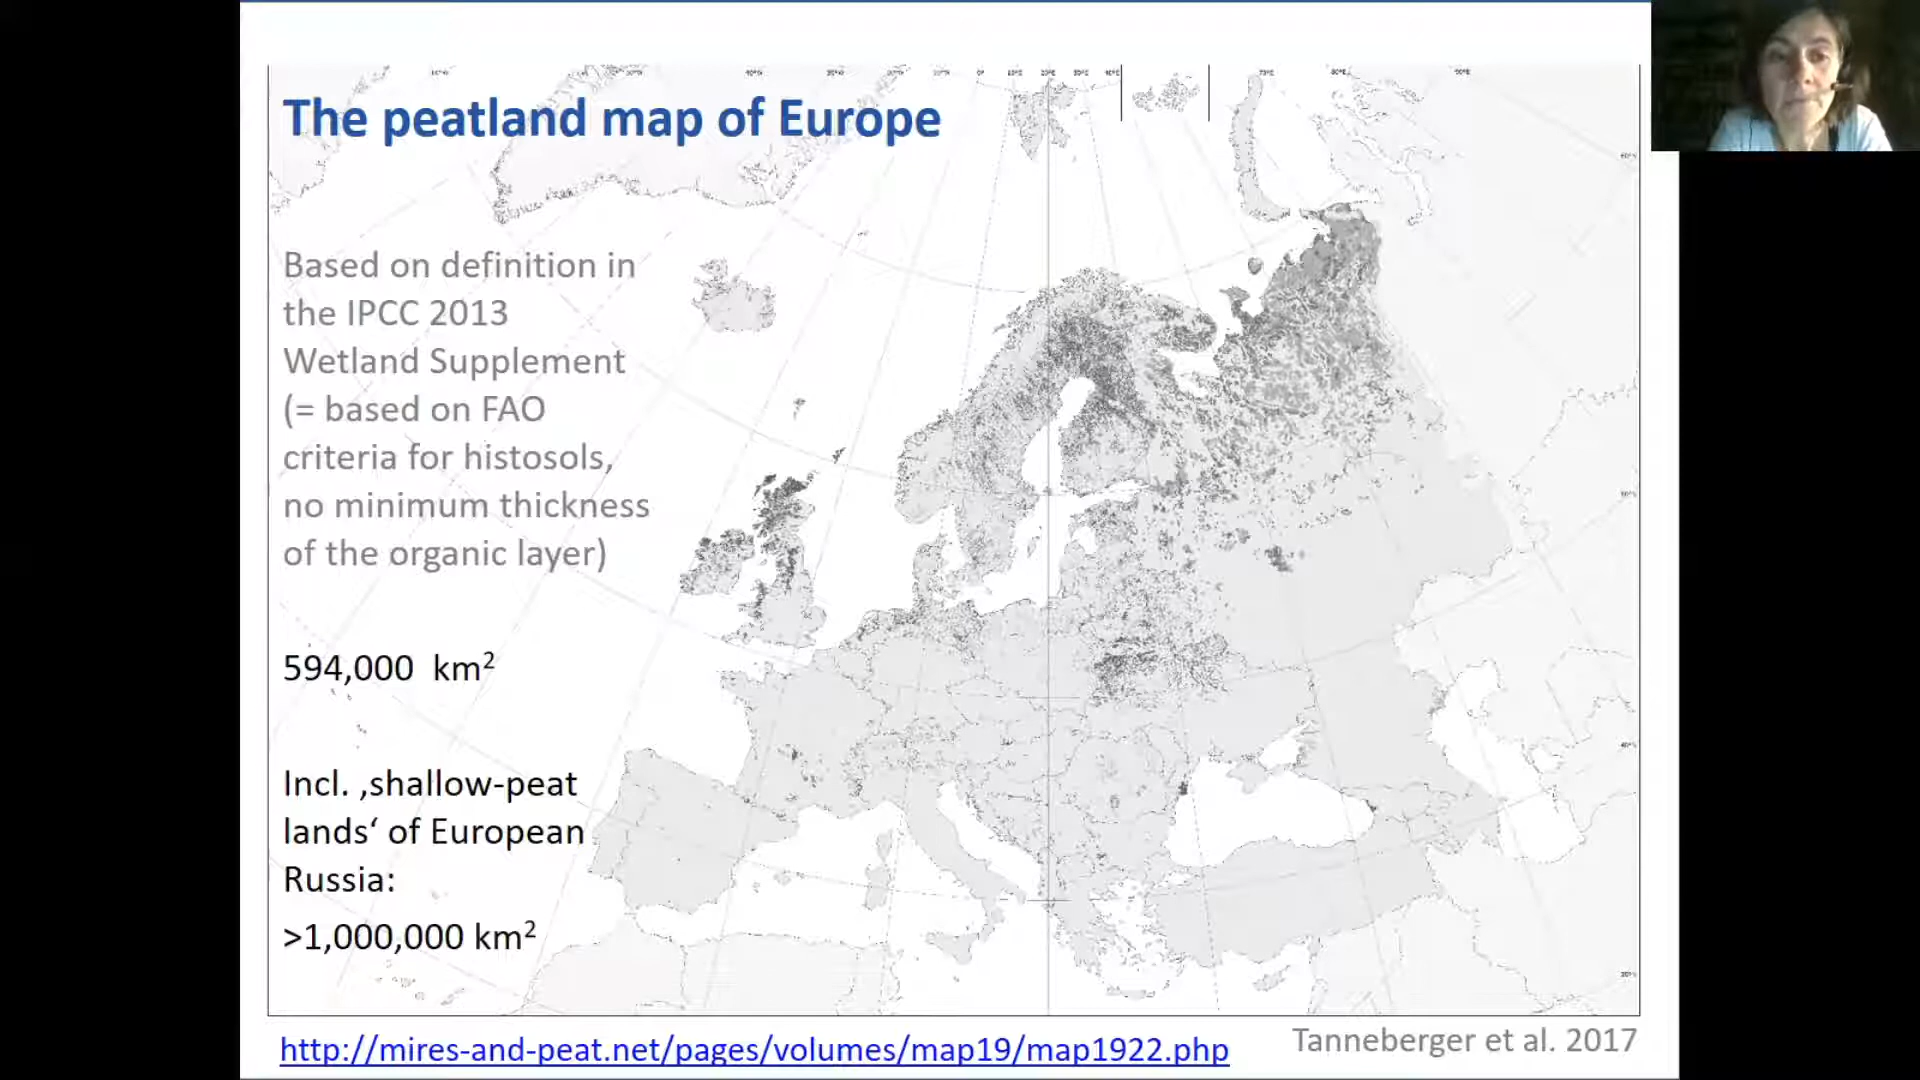 The peatland map of Europe
Based on definition in
the IPCC 2013
Wetland Supplement
(= based on FAO
criteria for histosols,
no minimum thickness
of the organic layer)
594,000 km²
Incl. ‚shallow-peat
lands‘ of European
Russia:
>1,000,000 km²
http://mires-and-peat.net/pages/volumes/map19/map1922.php
Tanneberger et al. 2017